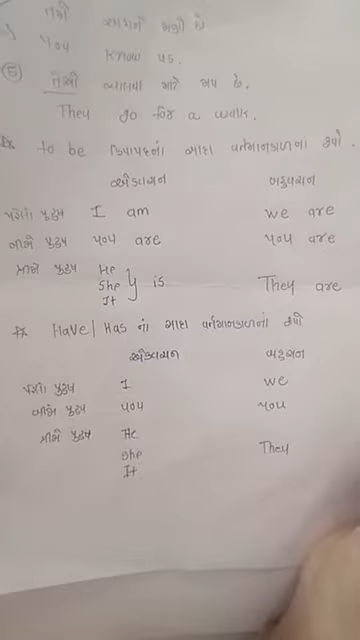 તમે અમને જાણો છો
) You know us.
⑤ તેઓ ચાલવા માટે જાય છે.
They go for a walk.
to be ક્રિયાપદનાં સાદા વર્તમાનકાળના રૂપો.
એકવચન બહુવચન
પહેલો પુરુષ I am we are
બીજો પુરુષ you are you are
ત્રીજો પુરુષ He
She } is They are
It
Have/Has નાં સાદા વર્તમાનકાળનાં રૂપો
એકવચન બહુવચન
પહેલો પુરુષ I we
બીજો પુરુષ you you
ત્રીજો પુરુષ He
she They
It